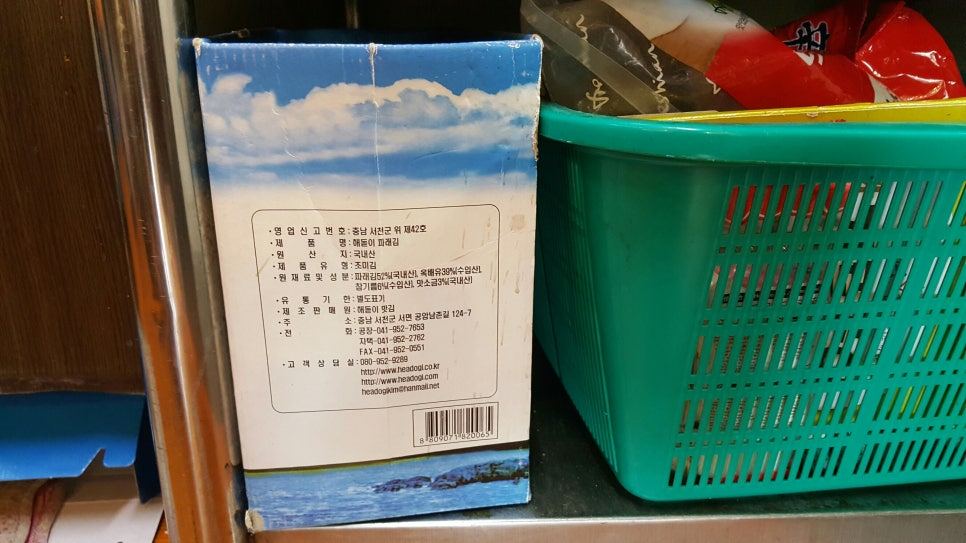 · 영업신고번호 : 충남 서천군 위 제42호
· 제품명 : 해돋이 파래김
· 원산지 : 국내산
· 제품유형 : 조미김
· 원재료및성분 : 파래김52%(국내산), 옥배유39%(수입산),
참기름6%(수입산), 맛소금3%(국내산)
· 유통기한 : 별도표기
· 제조판매원 : 해돋이 맛김
· 주소 : 충남 서천군 서면 공암남촌길 124-7
· 전화 : 공장-041-952-7653
자택-041-952-2762
FAX-041-952-0551
· 고객상담실 : 080-952-9289
http://www.headogi.co.kr
http://www.headogi.com
headogikim@hanmail.net
8 809071 820065
辛